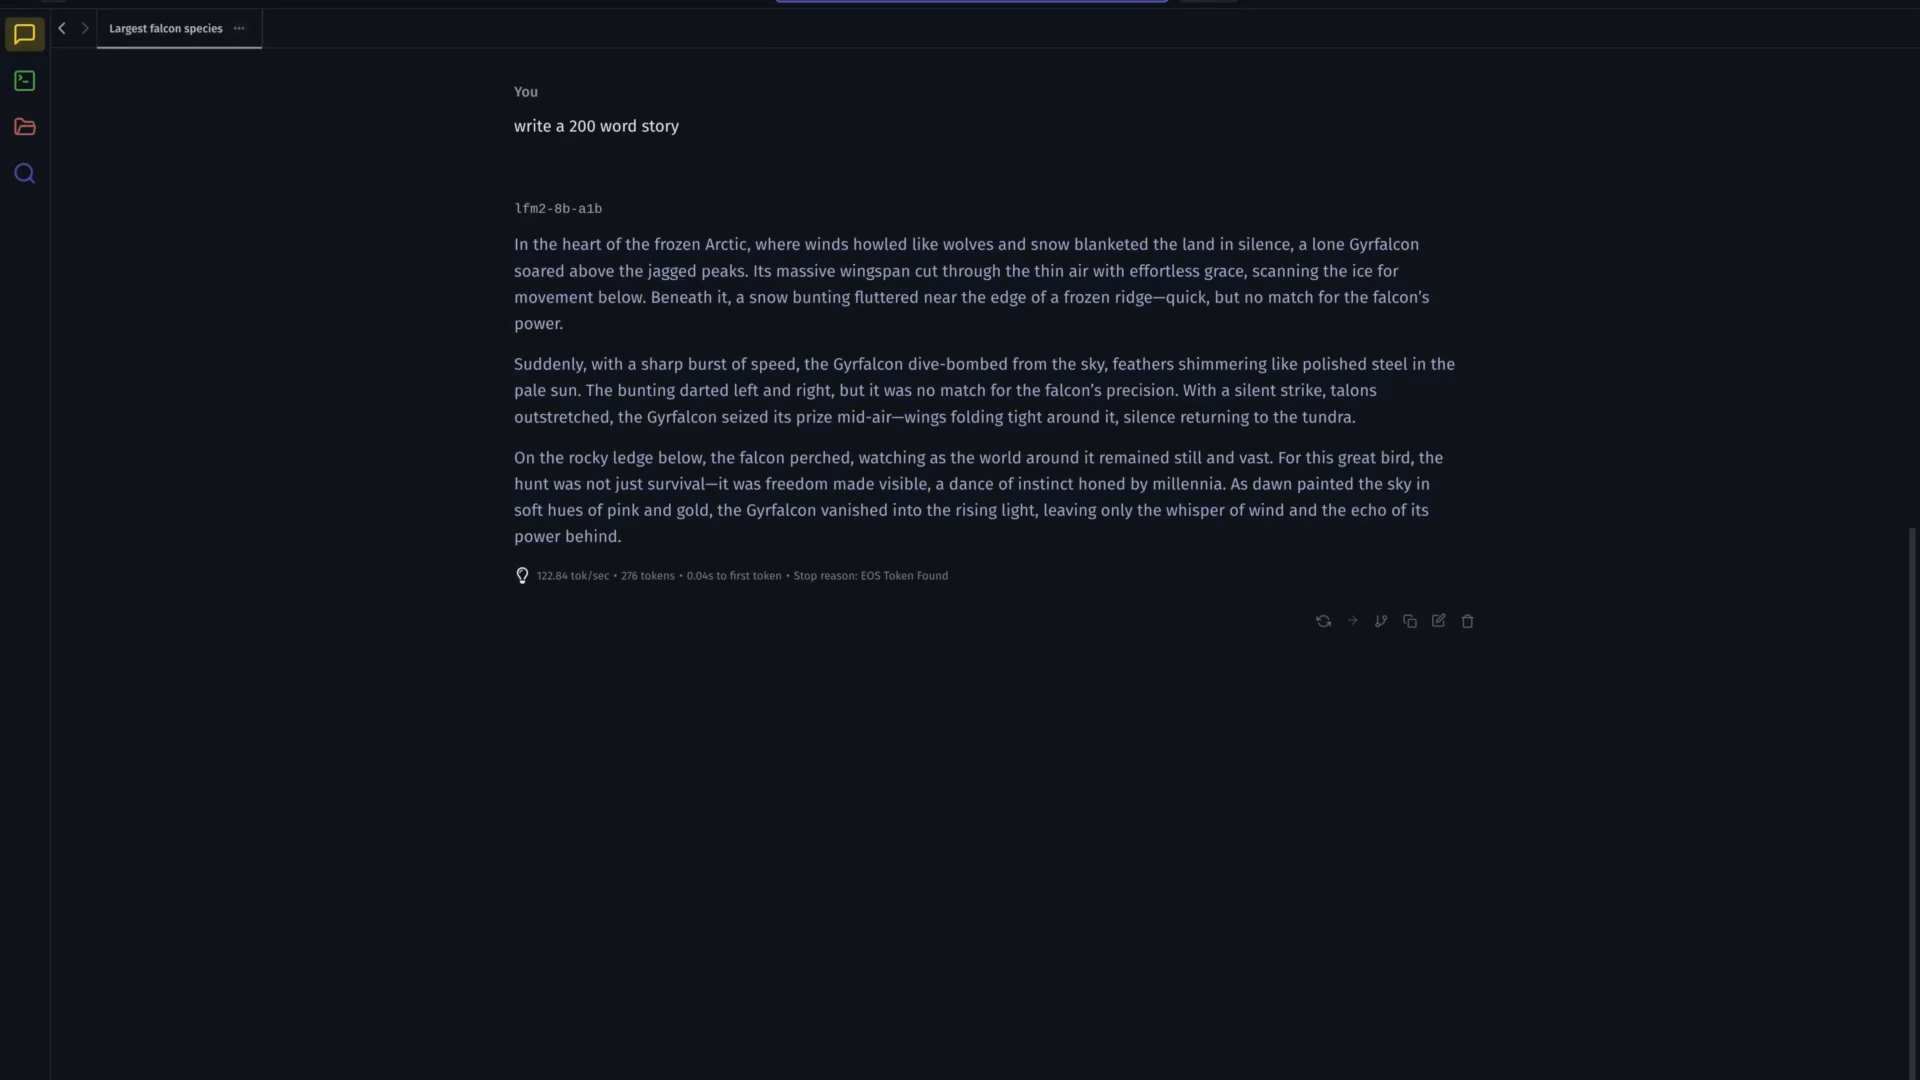 Largest falcon species ···
You
write a 200 word story
lfm2-8b-a1b
In the heart of the frozen Arctic, where winds howled like wolves and snow blanketed the land in silence, a lone Gyrfalcon
soared above the jagged peaks. Its massive wingspan cut through the thin air with effortless grace, scanning the ice for
movement below. Beneath it, a snow bunting fluttered near the edge of a frozen ridge—quick, but no match for the falcon’s
power.
Suddenly, with a sharp burst of speed, the Gyrfalcon dive-bombed from the sky, feathers shimmering like polished steel in the
pale sun. The bunting darted left and right, but it was no match for the falcon’s precision. With a silent strike, talons
outstretched, the Gyrfalcon seized its prize mid-air—wings folding tight around it, silence returning to the tundra.
On the rocky ledge below, the falcon perched, watching as the world around it remained still and vast. For this great bird, the
hunt was not just survival—it was freedom made visible, a dance of instinct honed by millennia. As dawn painted the sky in
soft hues of pink and gold, the Gyrfalcon vanished into the rising light, leaving only the whisper of wind and the echo of its
power behind.
122.84 tok/sec • 276 tokens • 0.04s to first token • Stop reason: EOS Token Found